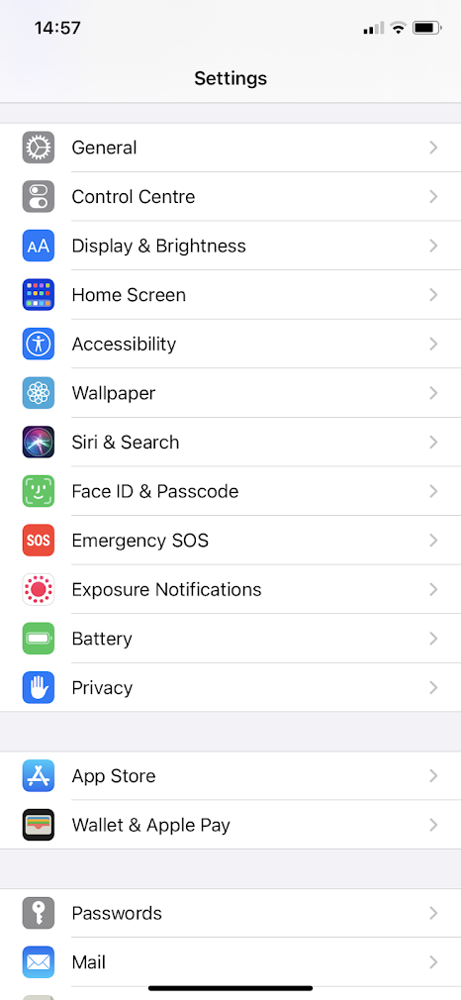 14:57
Settings
General
Control Centre
AA Display & Brightness
Home Screen
Accessibility
Wallpaper
Siri & Search
Face ID & Passcode
SOS Emergency SOS
Exposure Notifications
Battery
Privacy
App Store
Wallet & Apple Pay
Passwords
Mail